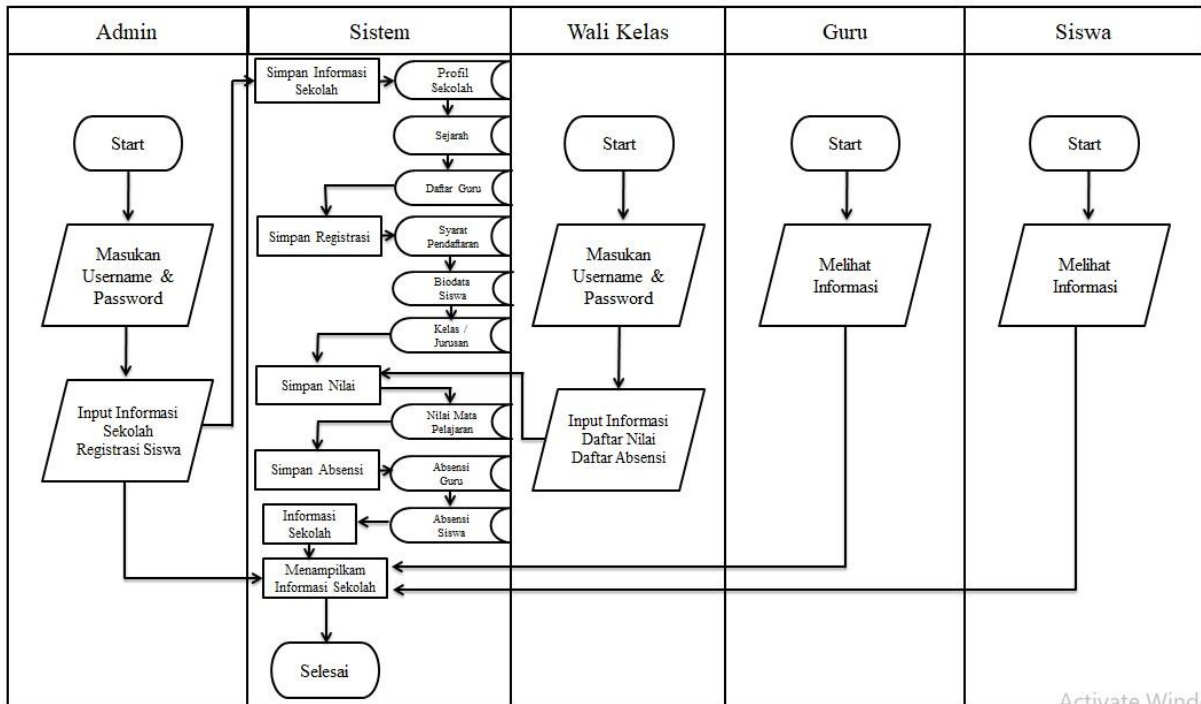 Admin
Sistem
Wali Kelas
Guru
Siswa
Start
Masukan
Username &
Password
Input Informasi
Sekolah
Registrasi Siswa
Simpan Informasi
Sekolah
Profil
Sekolah
Sejarah
Daftar Guru
Simpan Registrasi
Syarat
Pendaftaran
Biodata
Siswa
Kelas /
Jurusan
Simpan Nilai
Nilai Mata
Pelajaran
Simpan Absensi
Absensi
Guru
Absensi
Siswa
Informasi
Sekolah
Menampilkam
Informasi Sekolah
Selesai
Start
Masukan
Username &
Password
Input Informasi
Daftar Nilai
Daftar Absensi
Start
Melihat
Informasi
Start
Melihat
Informasi
Activate Wind